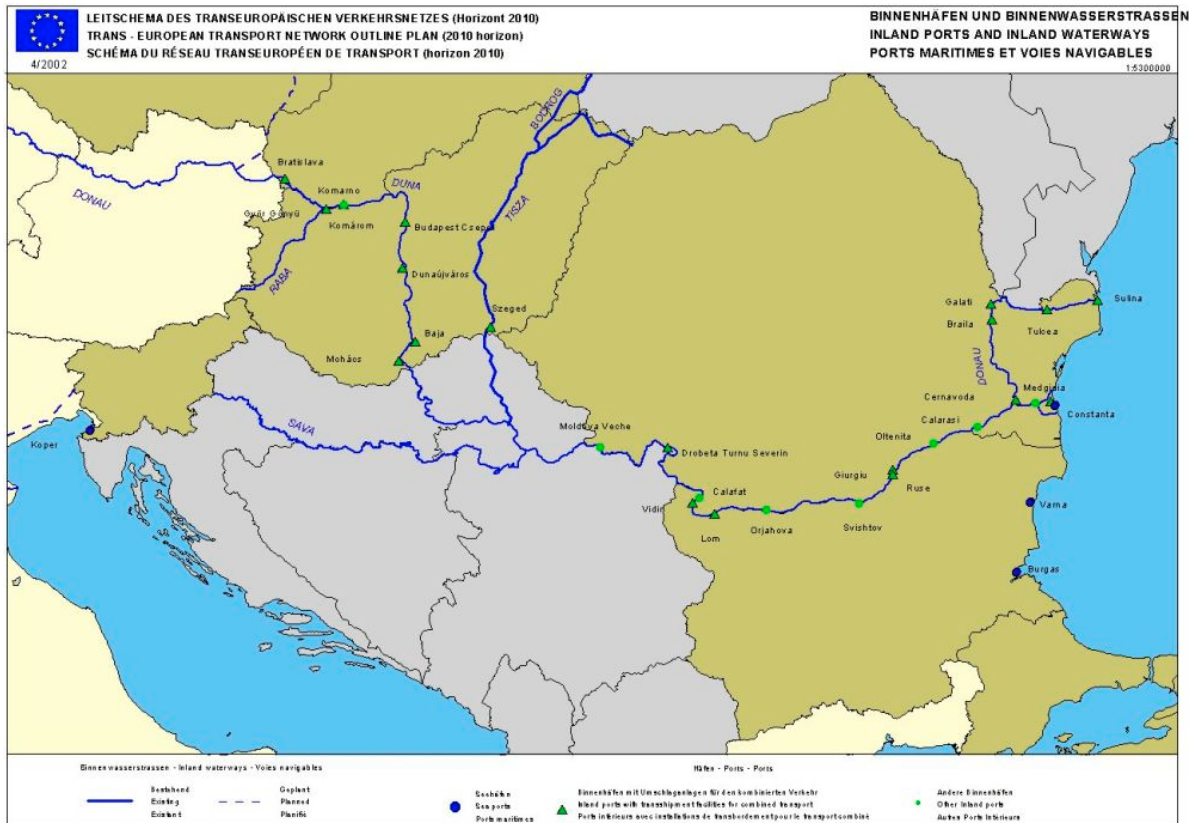 LEITSCHEMA DES TRANSEUROPÄISCHEN VERKEHRSNETZES (Horizont 2010)
TRANS - EUROPEAN TRANSPORT NETWORK OUTLINE PLAN (2010 horizon)
SCHÉMA DU RÉSEAU TRANSEUROPÉEN DE TRANSPORT (horizon 2010)
4/2002
BINNENHÄFEN UND BINNENWASSERSTRASSEN
INLAND PORTS AND INLAND WATERWAYS
PORTS MARITIMES ET VOIES NAVIGABLES
1:5300000
BODROG
Bratislava
DONAU
Komarno
DUNA
Győr Gönyü
Komárom
TISZA
Budapest Csepel
RABA
Dunaújváros
Szeged
Baja
Mohács
Galati
Sulina
Braila
Tulcea
DONAU
Medgidia
Cernavoda
Constanta
Calarasi
SAVA
Koper
Moldova Veche
Oltenita
Drobeta Turnu Severin
Giurgiu
Ruse
Calafat
Vidin
Lom
Orjahova
Svishtov
Varna
Burgas
Binnenwasserstrassen - Inland waterways - Voies navigables
Bestehend
Existing
Existant
Geplant
Planned
Planifié
Häfen - Ports - Ports
Seehäfen
Sea ports
Ports maritimes
Binnenhäfen mit Umschlaganlagen für den kombinierten Verkehr
Inland ports with transshipment facilities for combined transport
Ports intérieurs avec installations de transbordement pour le transport combiné
Andere Binnenhäfen
Other Inland ports
Autres Ports Intérieurs